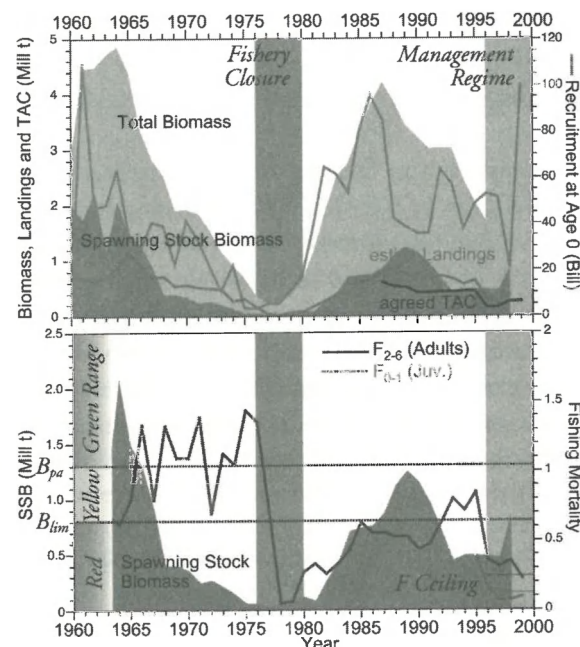 1960 1965 1970 1975 1980 1985 1990 1995 2000
5
4
3
2
1
0
Biomass, Landings and TAC (Mill t)
Fishery Closure
Management Regime
Total Biomass
Spawning Stock Biomass
Landings
agreed TAC
120
100
80
60
40
20
0
Recruitment at Age 0 (Bill)
2.5
2.0
1.5
1.0
0.5
0.0
SSB (Mill t)
Green Range
Yellow
Red
Bpa
Blim
F2-6 (Adults)
F0-1 (Juv.)
Spawning Stock Biomass
F Ceiling
2
1.5
1
0.5
0
Fishing Mortality
1960 1965 1970 1975 1980 1985 1990 1995 2000
Year